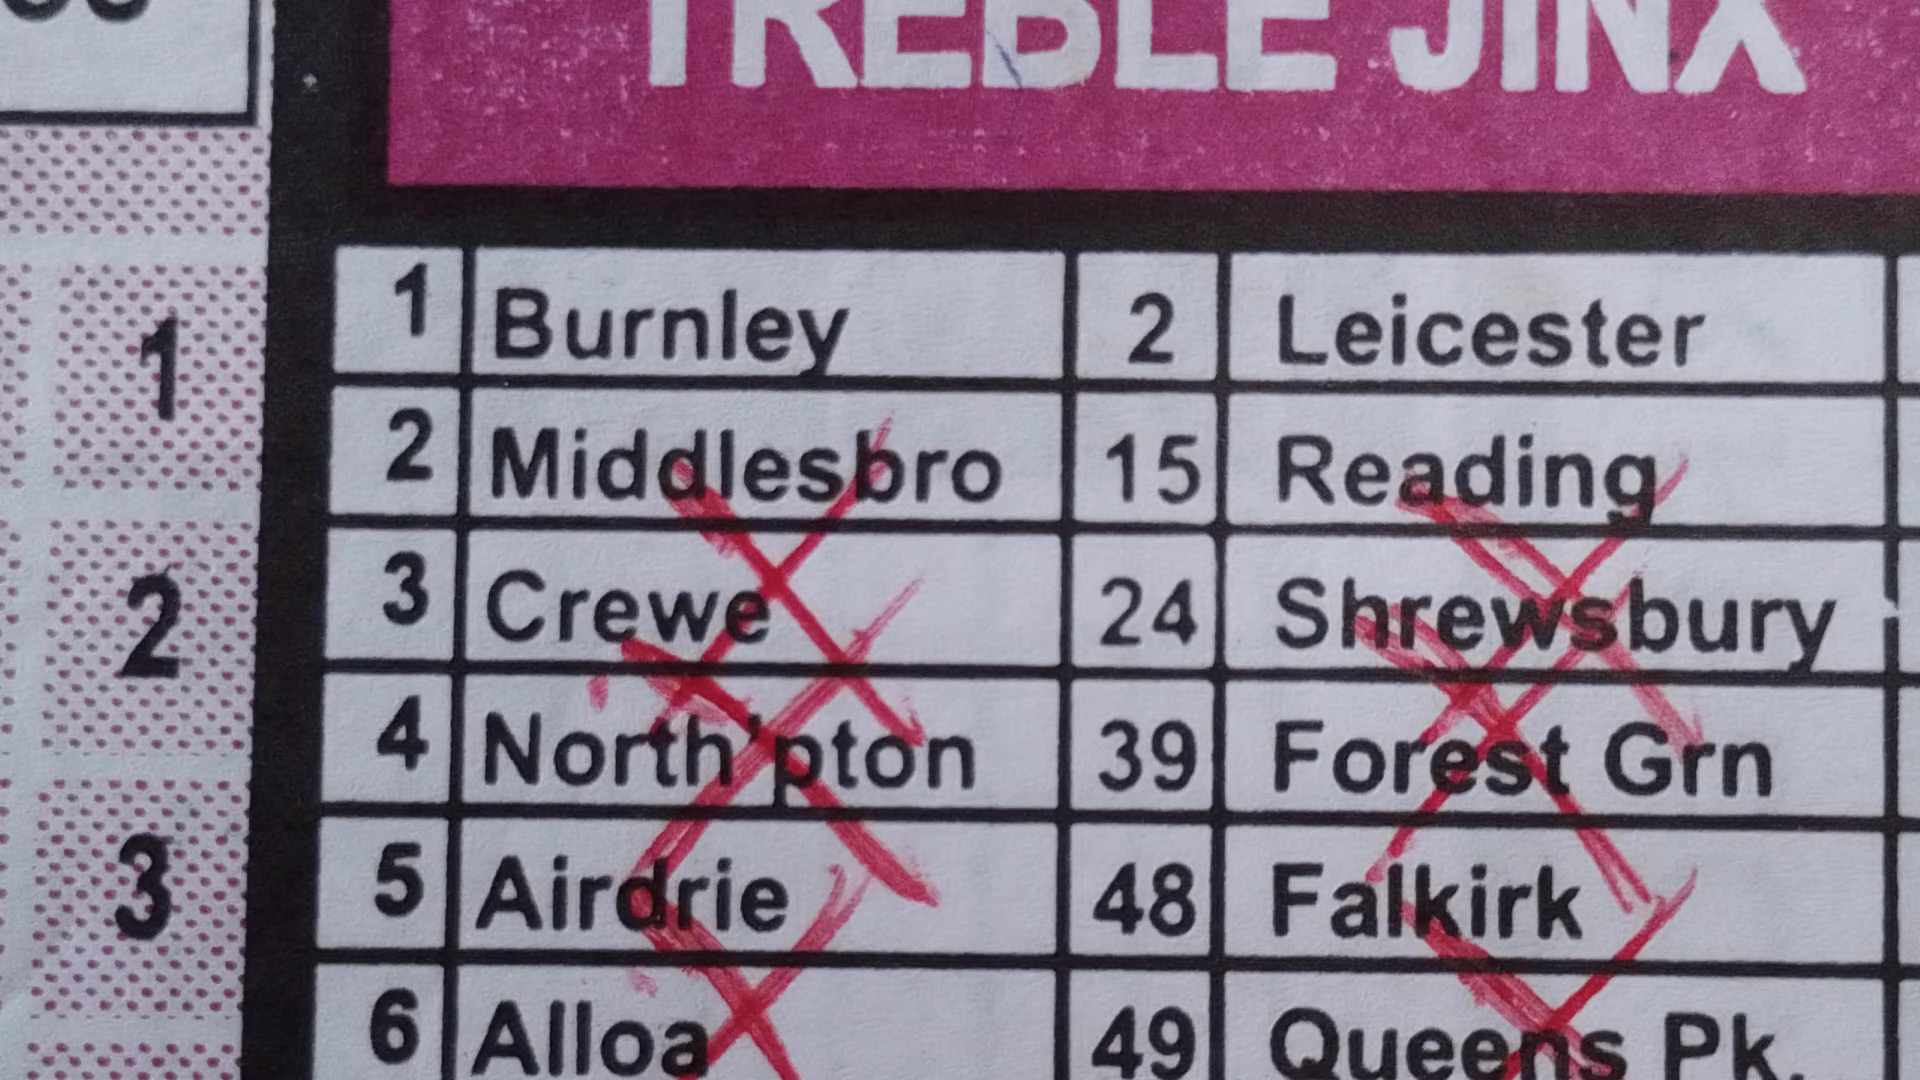 TREBLE JINX
1 Burnley 2 Leicester
2 Middlesbro 15 Reading
3 Crewe 24 Shrewsbury
4 North'pton 39 Forest Grn
5 Airdrie 48 Falkirk
6 Alloa 49 Queens Pk.
1
2
3